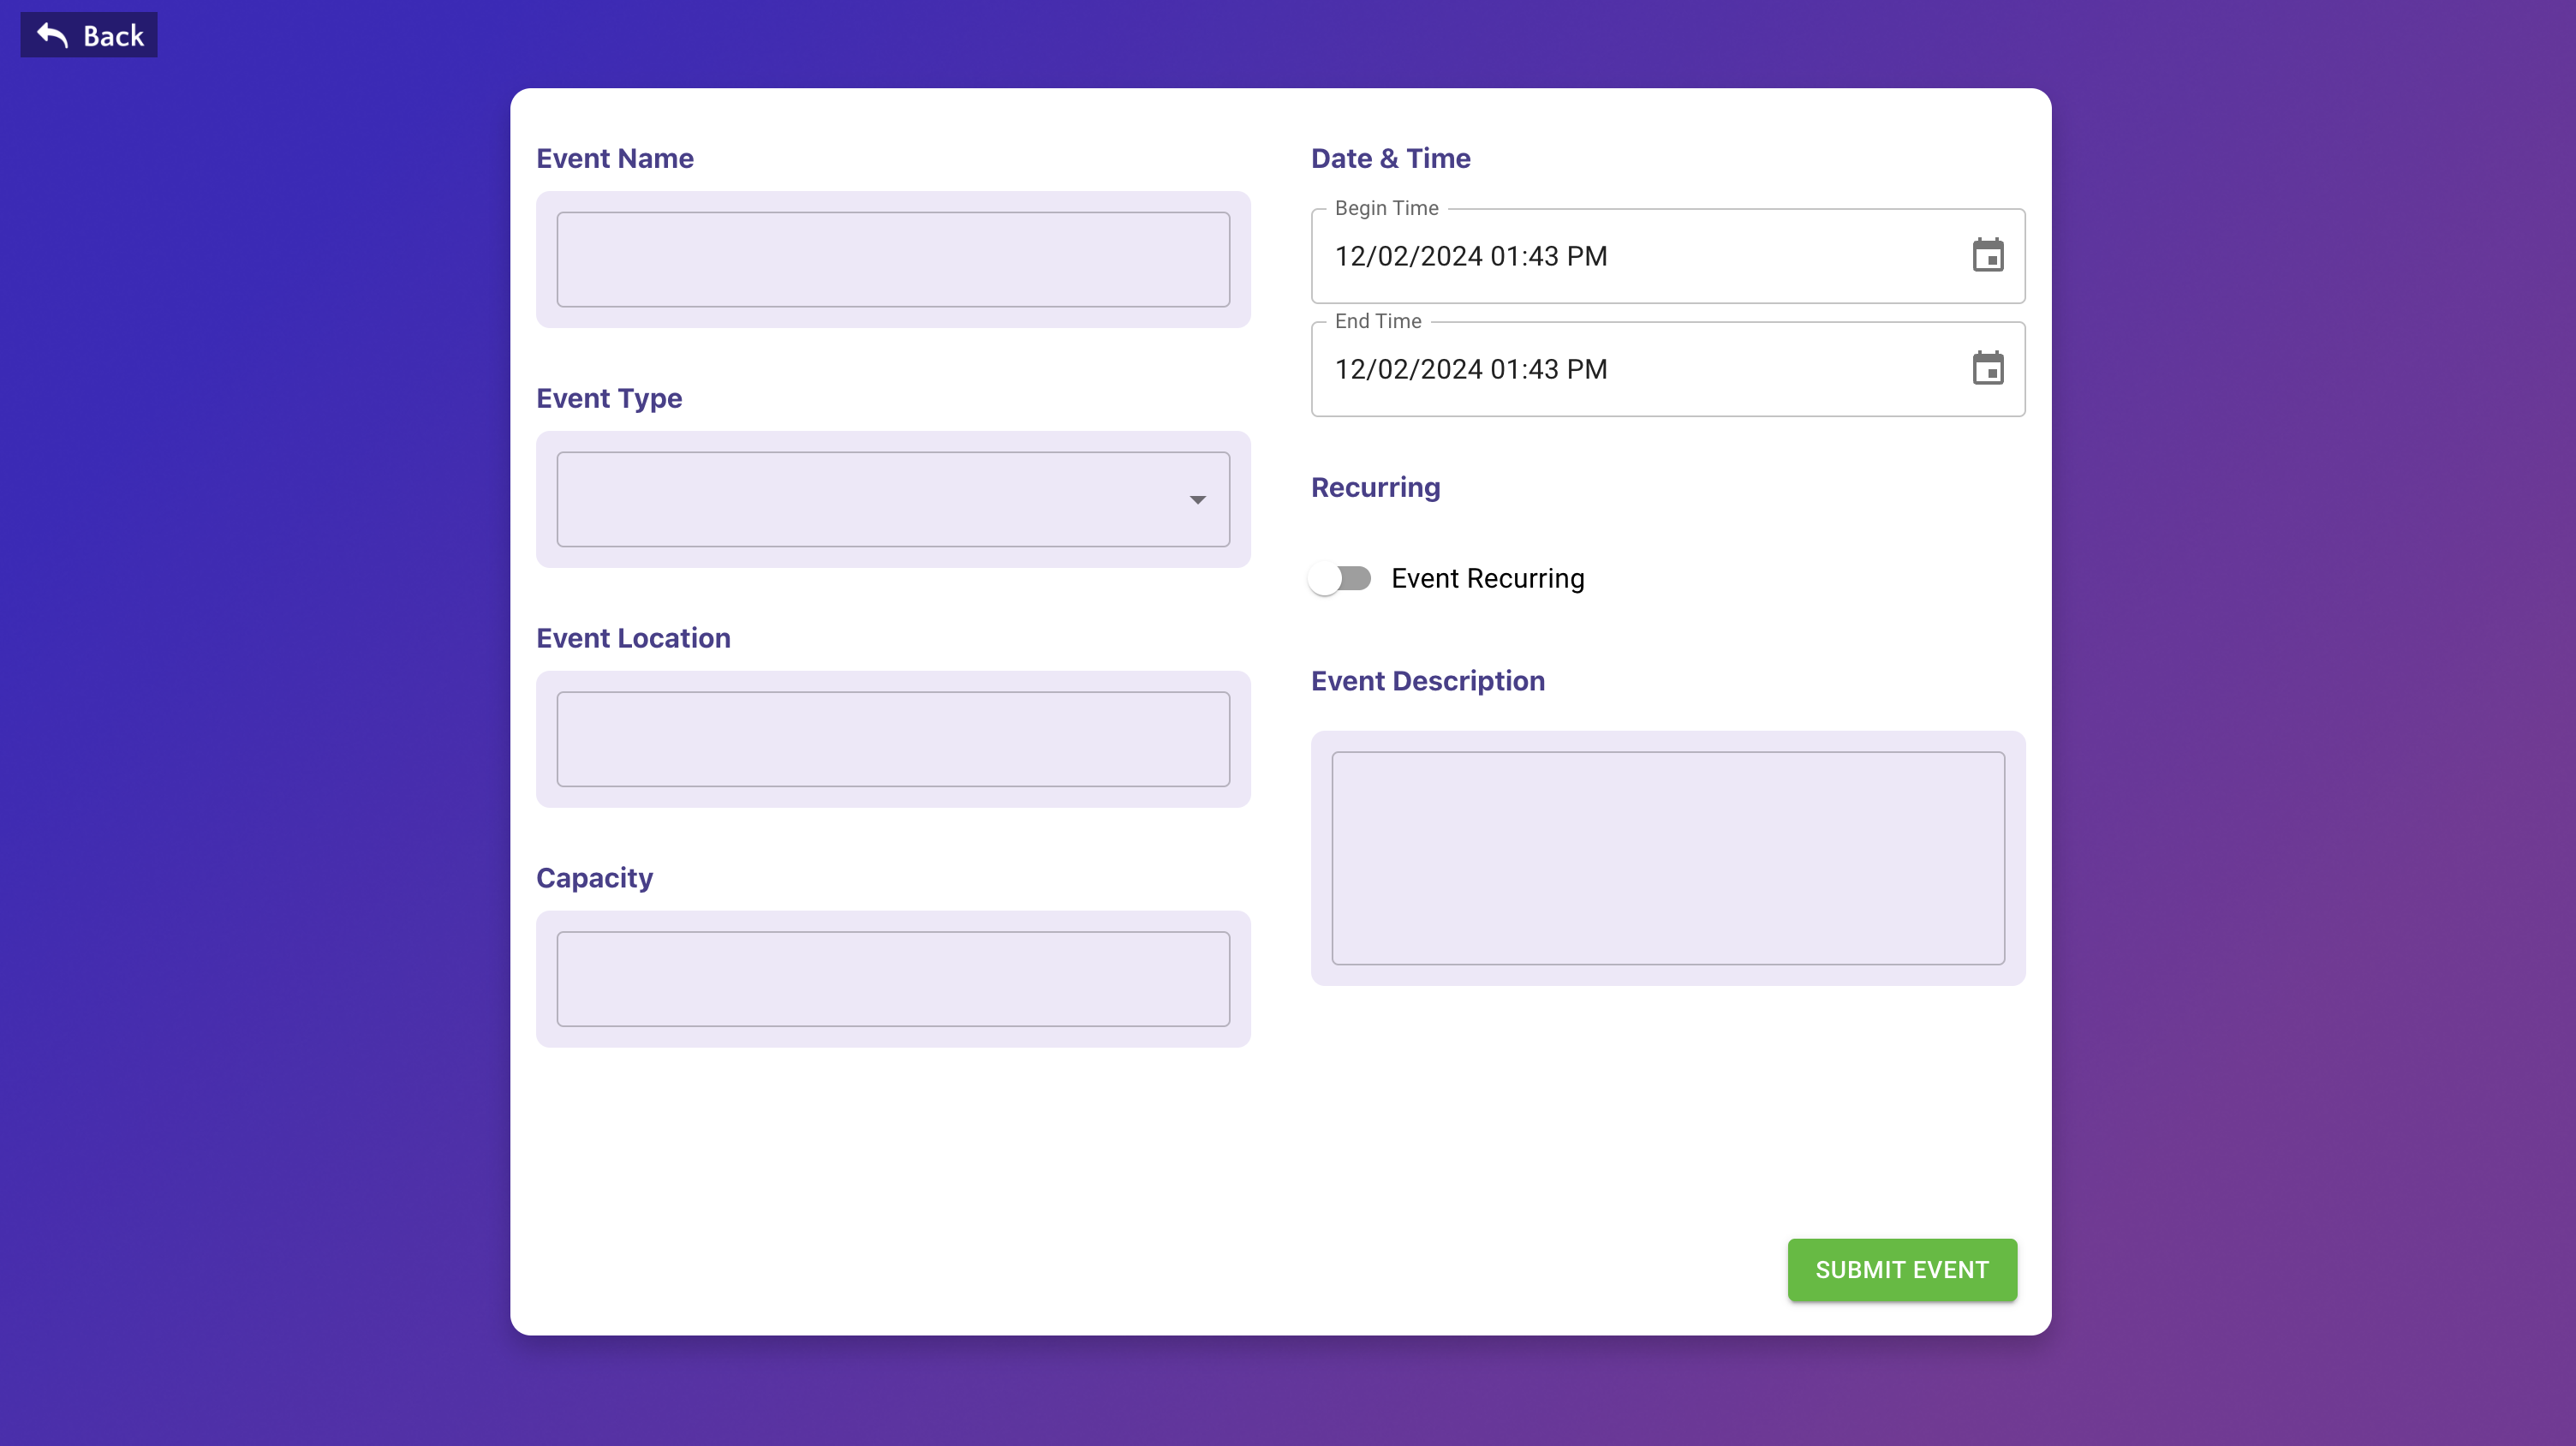 Back
Event Name
Event Type
Event Location
Capacity
Date & Time
Begin Time
12/02/2024 01:43 PM
End Time
12/02/2024 01:43 PM
Recurring
Event Recurring
Event Description
SUBMIT EVENT